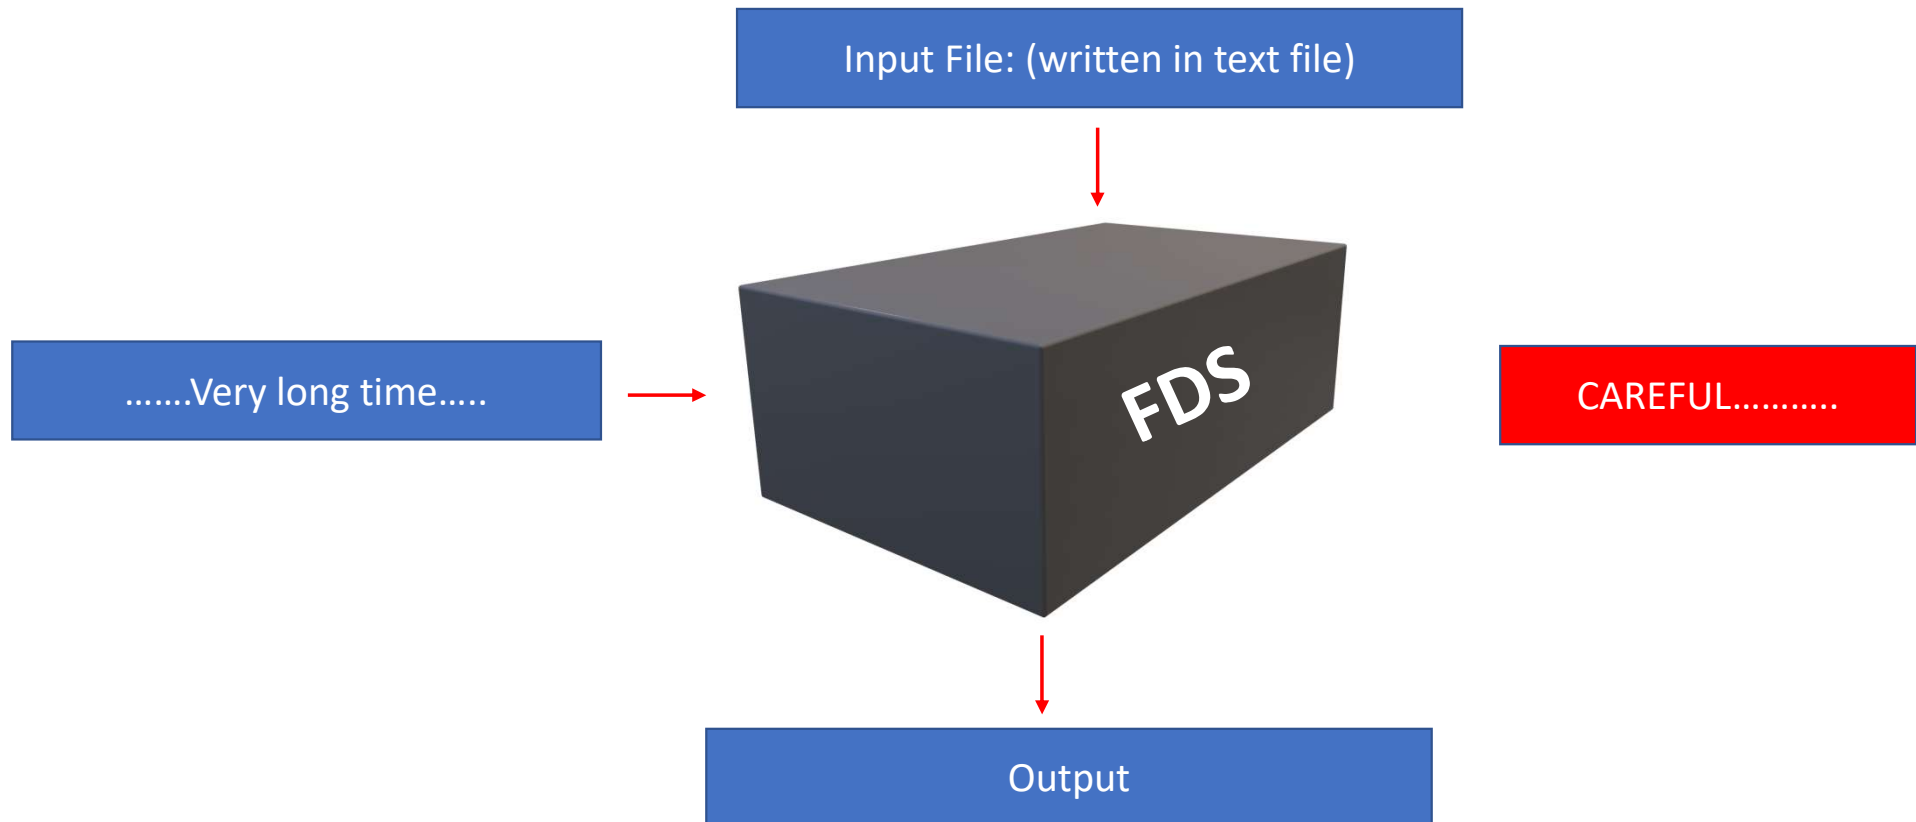 Input File: (written in text file)
…….Very long time…..
FDS
CAREFUL………..
Output